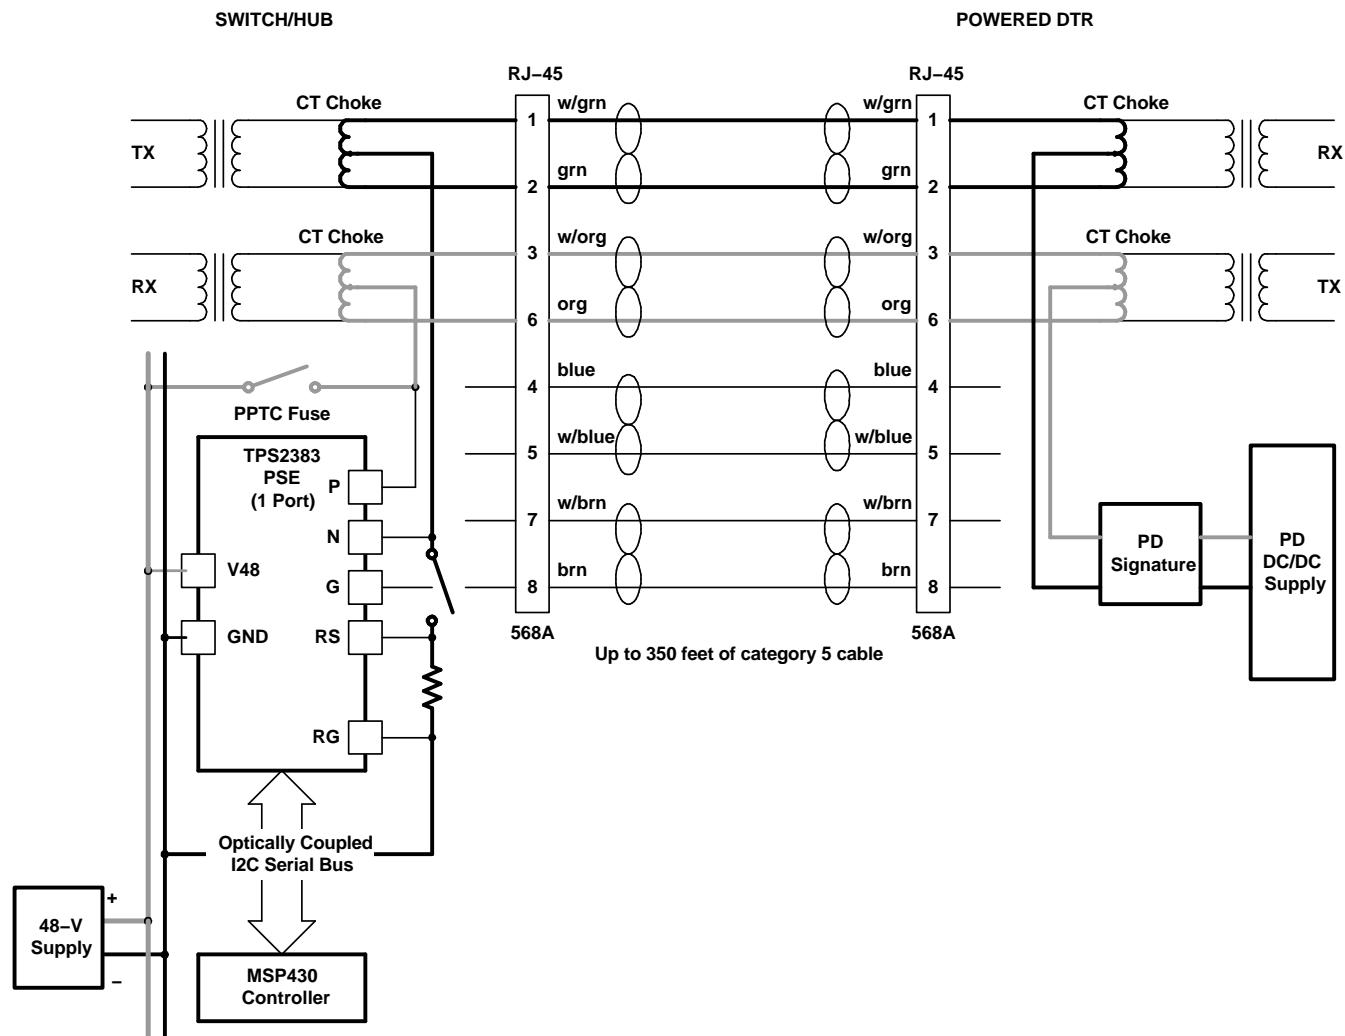 SWITCH/HUB
POWERED DTR
RJ–45
RJ–45
CT Choke
w/grn
w/grn
CT Choke
1
1
TX
RX
grn
grn
2
2
CT Choke
w/org
w/org
CT Choke
3
3
RX
TX
org
org
6
6
blue
blue
4
4
PPTC Fuse
w/blue
w/blue
5
5
TPS2383
PSE
(1 Port)
P
w/brn
w/brn
7
7
N
PD
Signature
PD
DC/DC
Supply
V48
brn
brn
G
8
8
GND
RS
568A
568A
Up to 350 feet of category 5 cable
RG
Optically Coupled
I2C Serial Bus
+
48–V
Supply
–
MSP430
Controller